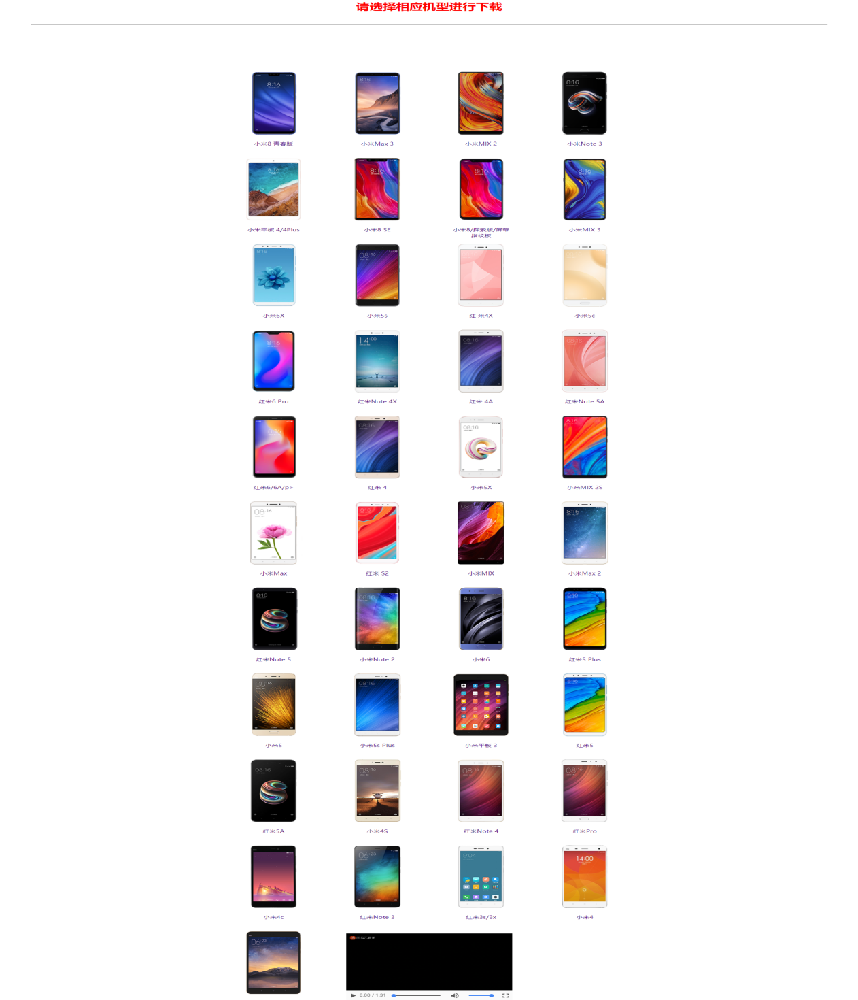 请选择相应机型进行下载
小米8 青春版
小米Max 3
小米MIX 2
小米Note 3
小米平板 4/4Plus
小米8 SE
小米8/探索版/屏幕
指纹板
小米MIX 3
小米6X
小米5s
红 米4X
小米5c
红米6 Pro
红米Note 4X
红米 4A
红米Note 5A
红米6/6A/p>
红米 4
小米5X
小米MIX 2S
小米Max
红米 S2
小米MIX
小米Max 2
红米Note 5
小米Note 2
小米6
红米5 Plus
小米5
小米5s Plus
小米平板 3
红米5
红米5A
小米4S
红米Note 4
红米Pro
小米4c
红米Note 3
红米3s/3x
小米4
0:00 / 1:31